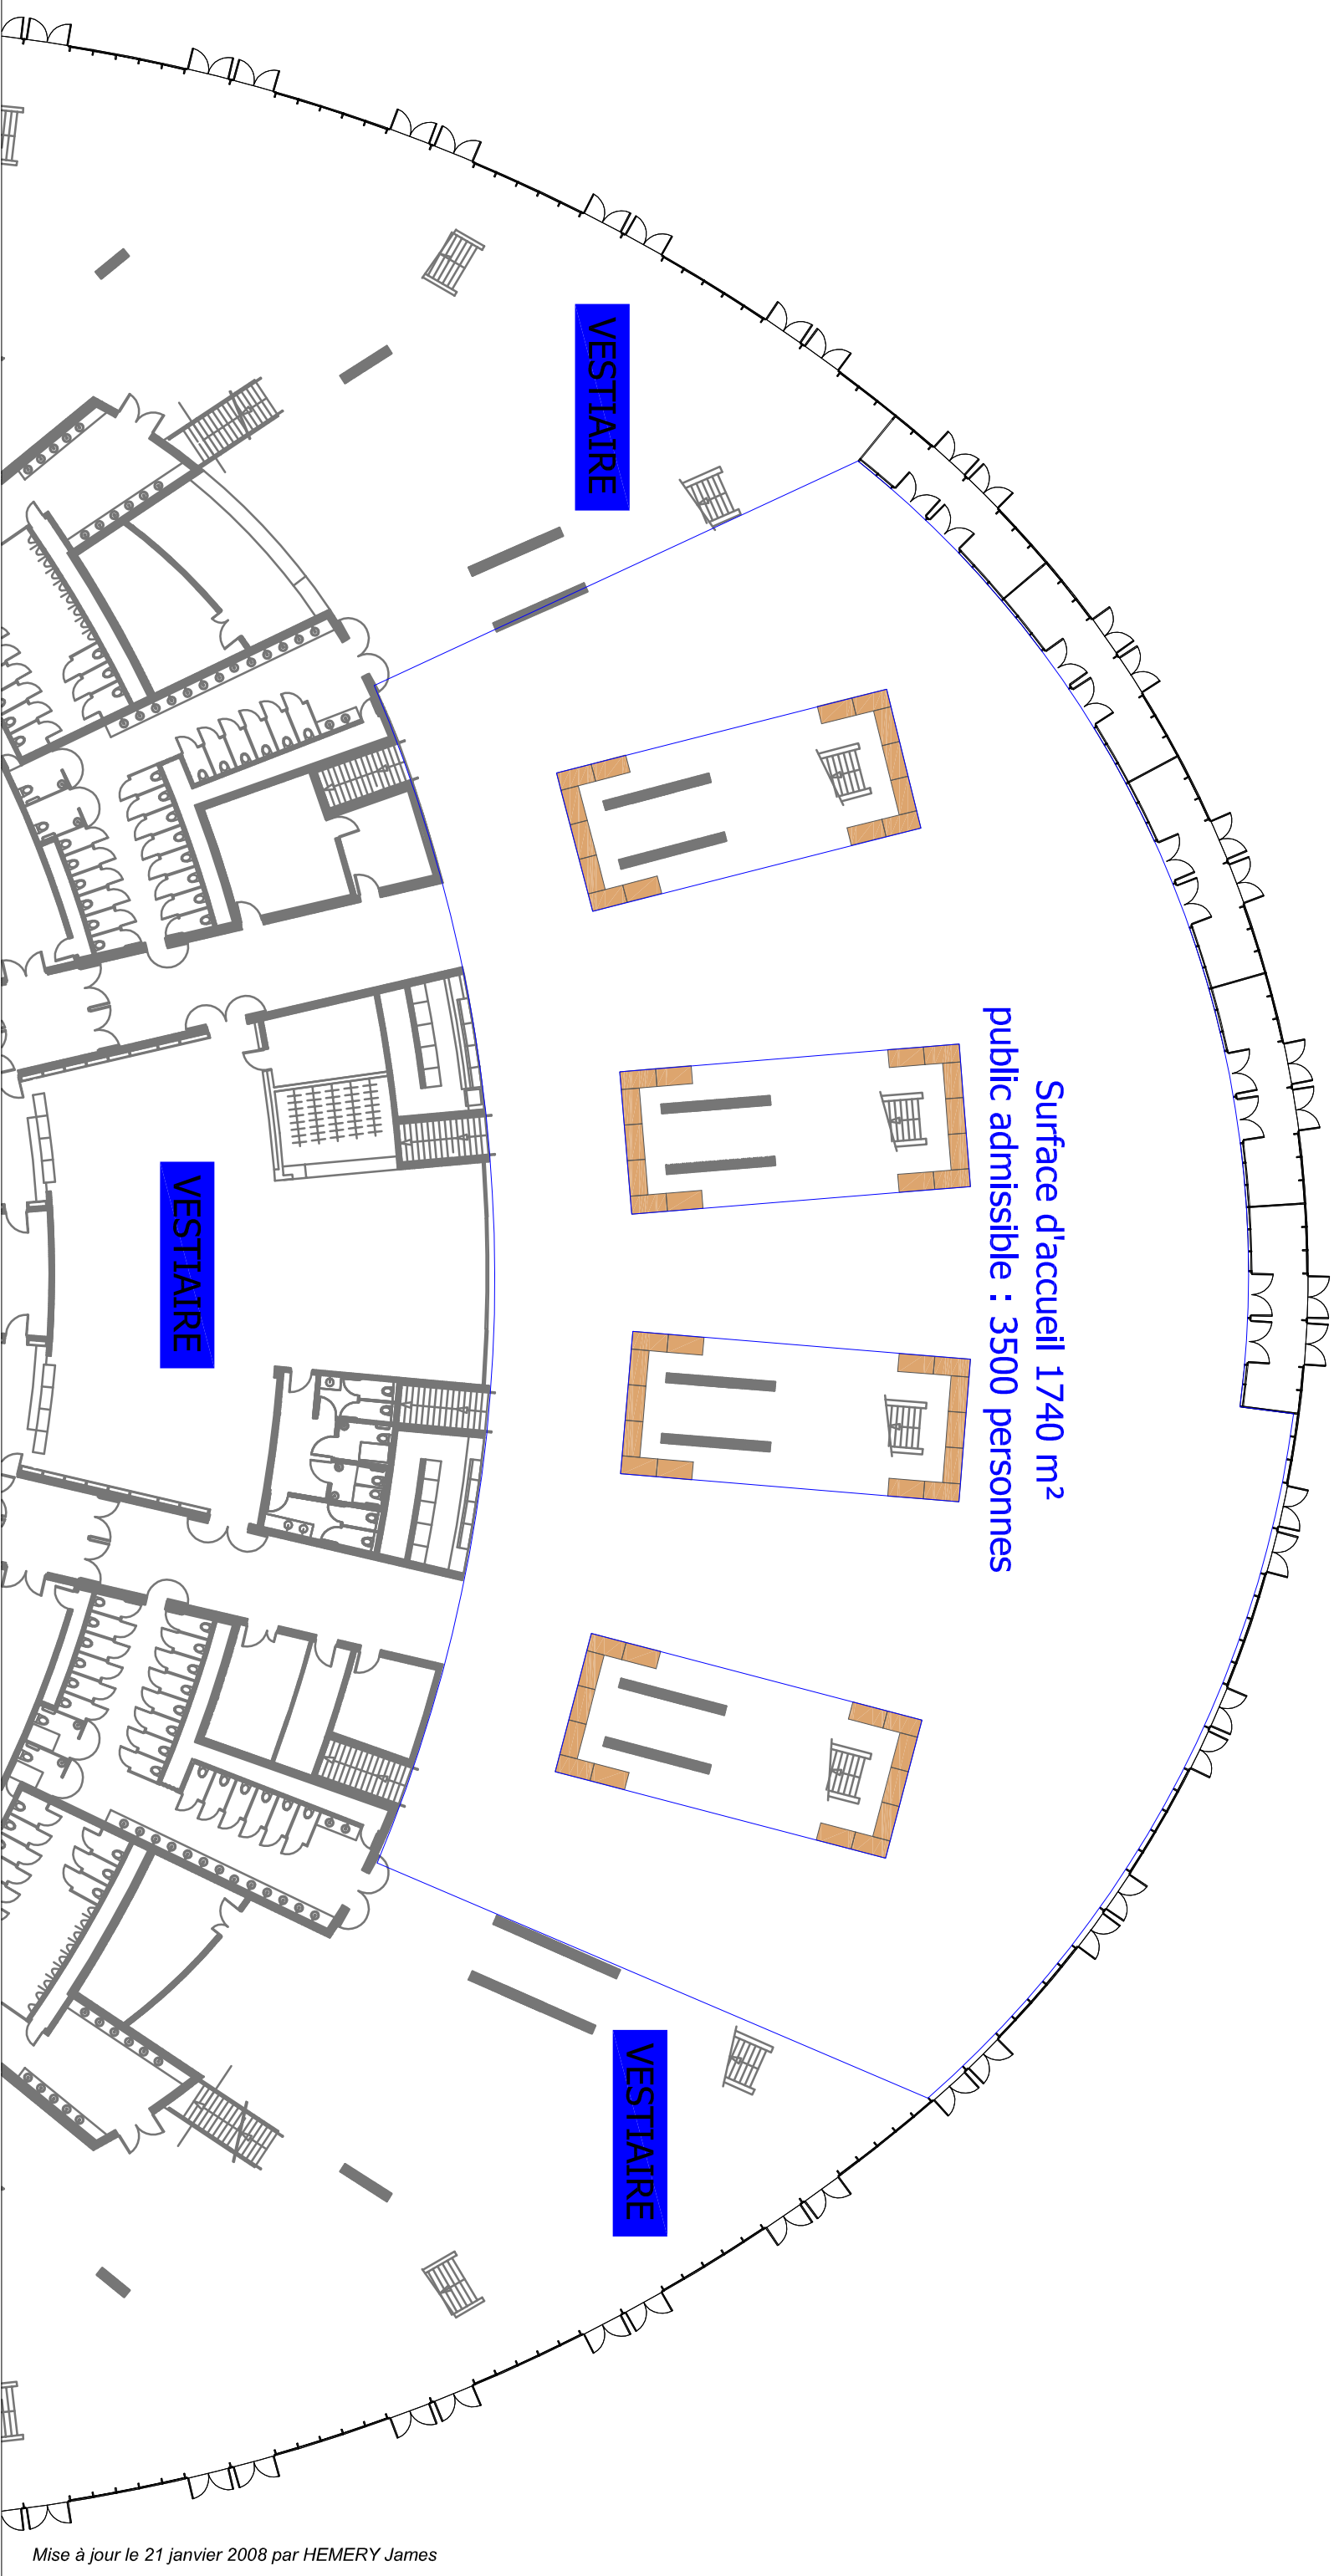 VESTIAIRE
VESTIAIRE
Surface d'accueil 1740 m²
public admissible : 3500 personnes
VESTIAIRE
Mise à jour le 21 janvier 2008 par HEMERY James